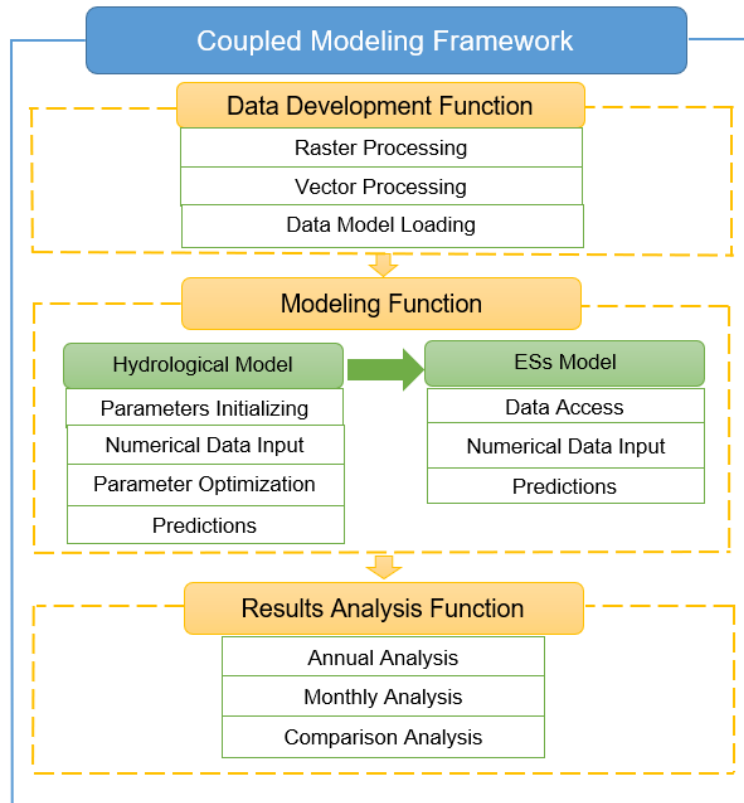 Coupled Modeling Framework
Data Development Function
Raster Processing
Vector Processing
Data Model Loading
Modeling Function
Hydrological Model
Parameters Initializing
Numerical Data Input
Parameter Optimization
Predictions
ESs Model
Data Access
Numerical Data Input
Predictions
Results Analysis Function
Annual Analysis
Monthly Analysis
Comparison Analysis